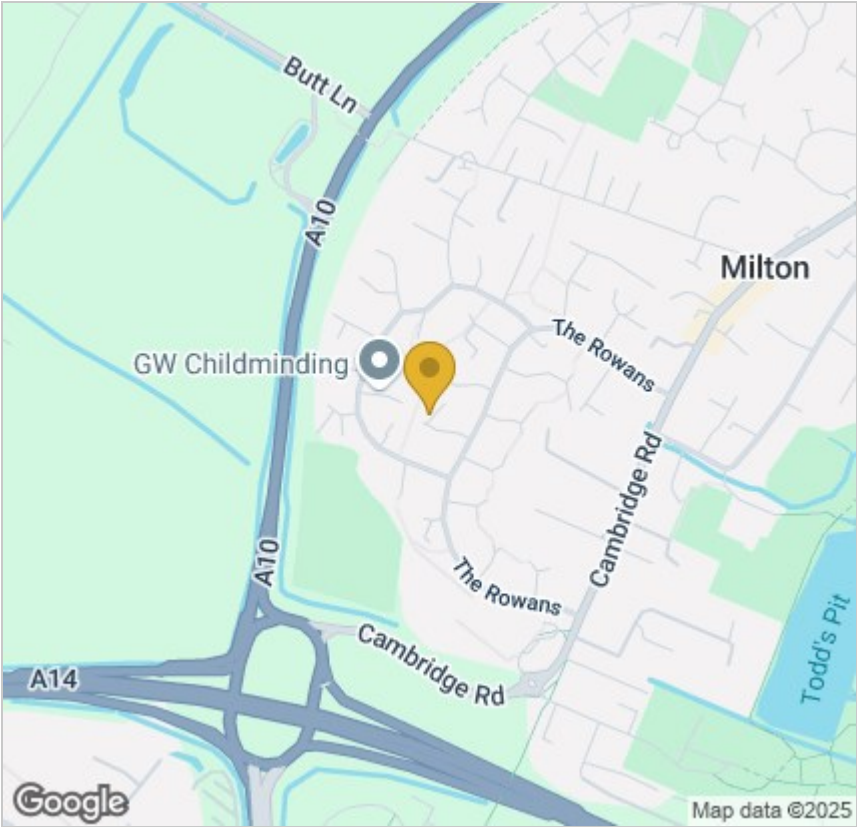 Butt Ln
A10
Milton
The Rowans
GW Childminding
Cambridge Rd
A10
The Rowans
Cambridge Rd
Todd's Pit
A14
Google
Map data ©2025